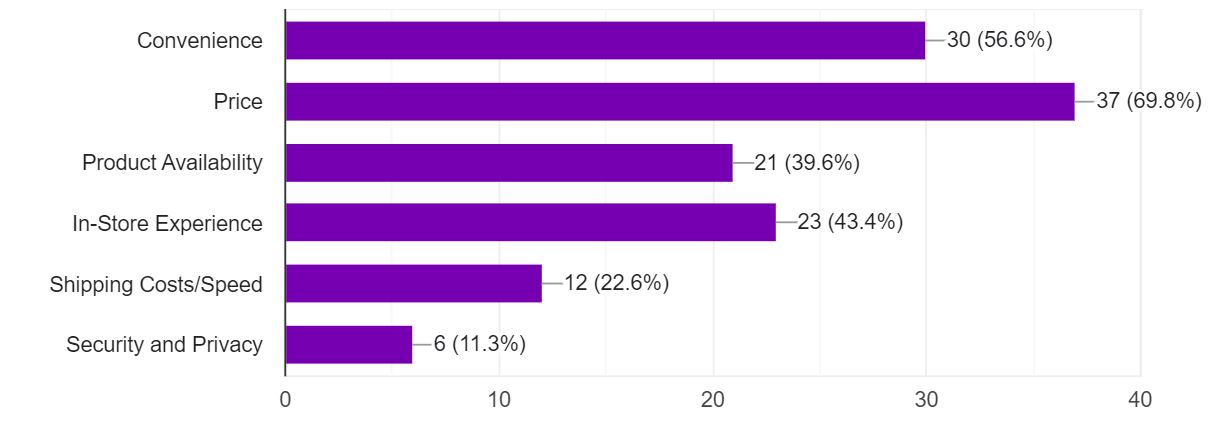 Convenience 30 (56.6%)
Price 37 (69.8%)
Product Availability 21 (39.6%)
In-Store Experience 23 (43.4%)
Shipping Costs/Speed 12 (22.6%)
Security and Privacy 6 (11.3%)
0 10 20 30 40